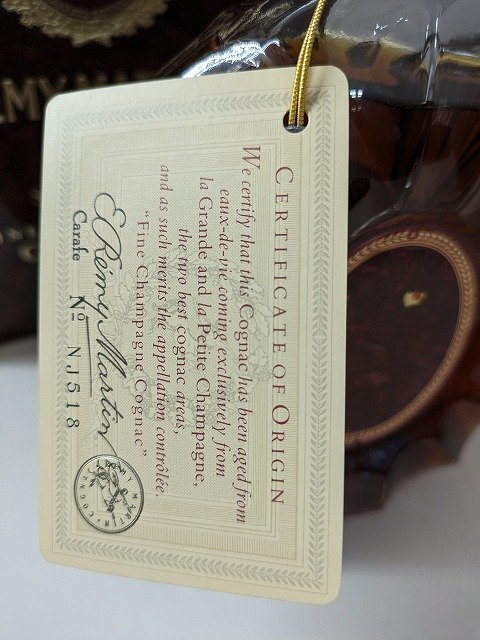 CERTIFICATE OF ORIGIN
We certify that this Cognac has been aged from
eaux-de-vie coming exclusively from
la Grande and la Petite Champagne,
the two best cognac areas,
and as such merits the appellation contrôlée.
"Fine Champagne Cognac"
E. Rémy Martin
Carafe Nº NJ518